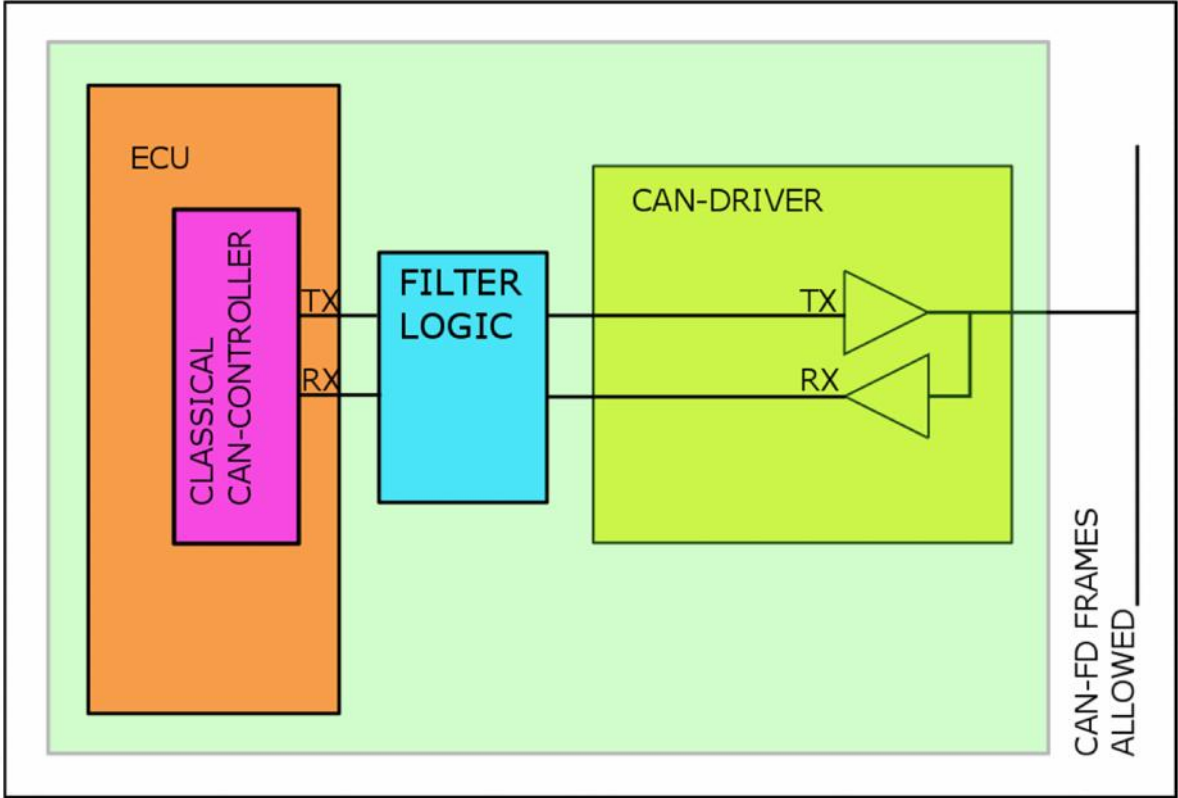 ECU
CLASSICAL
CAN-CONTROLLER
TX
RX
FILTER
LOGIC
CAN-DRIVER
TX
RX
CAN-FD FRAMES
ALLOWED